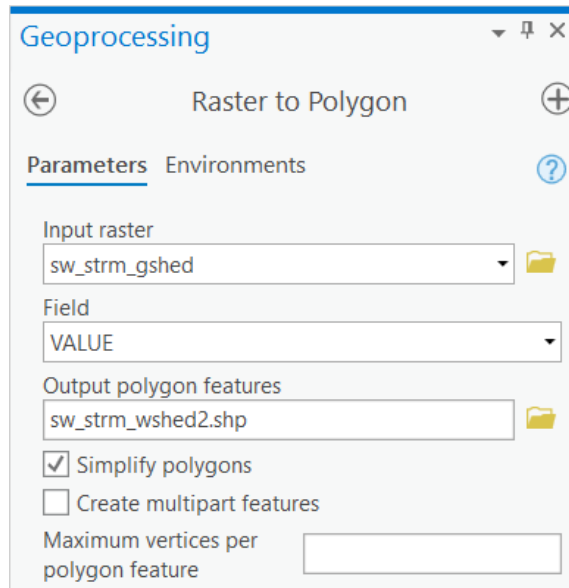 Geoprocessing
Raster to Polygon
Parameters Environments
Input raster
sw_strm_gshed
Field
VALUE
Output polygon features
sw_strm_wshed2.shp
Simplify polygons
Create multipart features
Maximum vertices per
polygon feature